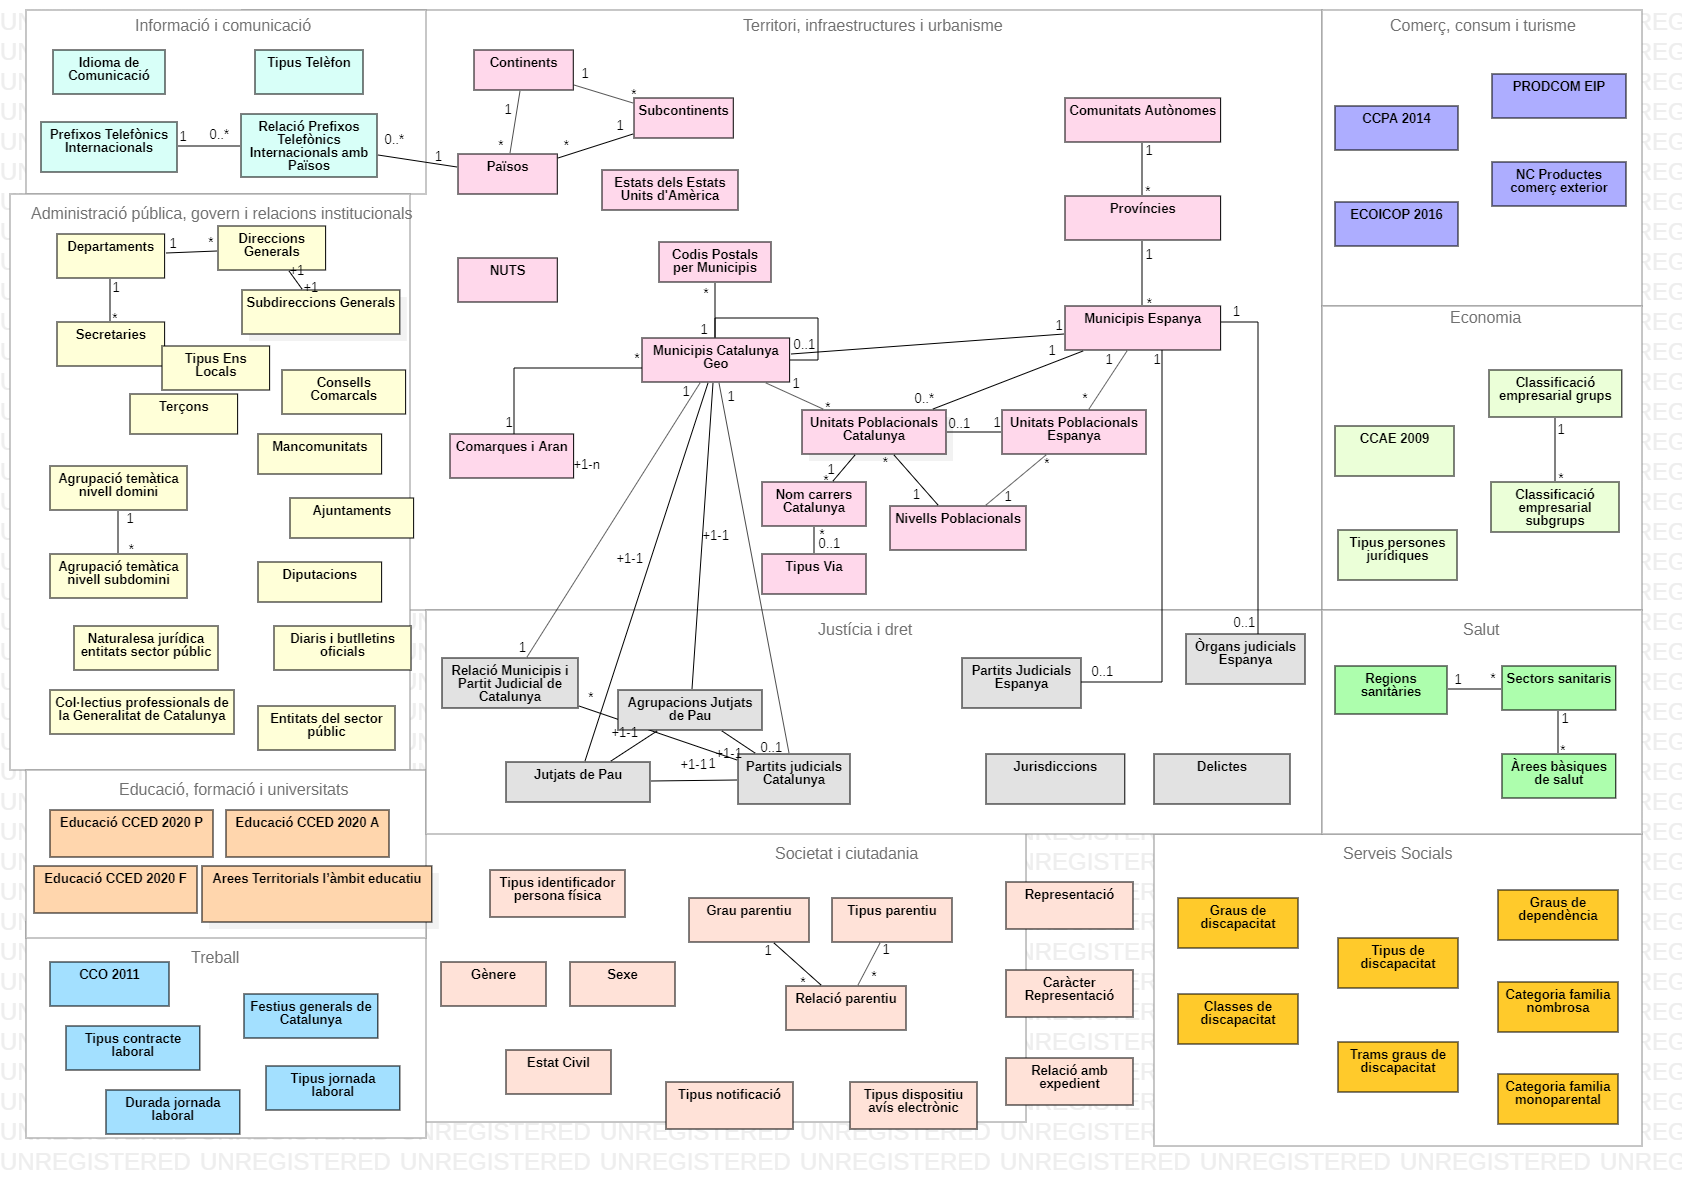 Informació i comunicació
Idioma de
Comunicació
Tipus Telèfon
Prefixos Telefònics
Internacionals
1
0..*
Relació Prefixos
Telefònics
Internacionals amb
Països
0..*
1
Territori, infraestructures i urbanisme
Continents
1
*
1
*
Subcontinents
1
*
Països
Estats dels Estats
Units d'Amèrica
NUTS
Codis Postals
per Municipis
*
1
Municipis Catalunya
Geo
0..1
1
*
1
Comarques i Aran
+1-n
Comunitats Autònomes
1
*
Províncies
1
*
Municipis Espanya
1
1
0..*
1
*
1
1
*
Unitats Poblacionals
Catalunya
0..1
1
Unitats Poblacionals
Espanya
1
*
*
1
*
1
Nom carrers
Catalunya
Nivells Poblacionals
*
0..1
Tipus Via
1
1
+1-1
+1-1
1
Comerç, consum i turisme
PRODCOM EIP
CCPA 2014
NC Productes
comerç exterior
ECOICOP 2016
Administració pública, govern i relacions institucionals
Departaments
1
*
Direccions
Generals
+1
+1
Subdireccions Generals
1
*
Secretaries
Tipus Ens
Locals
Terçons
Consells
Comarcals
Mancomunitats
Agrupació temàtica
nivell domini
1
*
Agrupació temàtica
nivell subdomini
Ajuntaments
Diputacions
Naturalesa jurídica
entitats sector públic
Diaris i butlletins
oficials
Col·lectius professionals de
la Generalitat de Catalunya
Entitats del sector
públic
Economia
Classificació
empresarial grups
1
*
Classificació
empresarial
subgrups
CCAE 2009
Tipus persones
jurídiques
Justícia i dret
Relació Municipis i
Partit Judicial de
Catalunya
*
Agrupacions Jutjats
de Pau
+1-1
+1-1
0..1
Jutjats de Pau
+1-1
1
Partits judicials
Catalunya
Partits Judicials
Espanya
0..1
0..1
Òrgans judicials
Espanya
Jurisdiccions
Delictes
Salut
Regions
sanitàries
1
*
Sectors sanitaris
1
*
Àrees bàsiques
de salut
Educació, formació i universitats
Educació CCED 2020 P
Educació CCED 2020 A
Educació CCED 2020 F
Arees Territorials l'àmbit educatiu
Treball
CCO 2011
Festius generals de
Catalunya
Tipus contracte
laboral
Tipus jornada
laboral
Durada jornada
laboral
Societat i ciutadania
Tipus identificador
persona física
Grau parentiu
Tipus parentiu
1
*
1
*
Relació parentiu
Gènere
Sexe
Estat Civil
Tipus notificació
Tipus dispositiu
avís electrònic
Representació
Caràcter
Representació
Relació amb
expedient
Serveis Socials
Graus de
discapacitat
Graus de
dependència
Tipus de
discapacitat
Classes de
discapacitat
Categoria familia
nombrosa
Trams graus de
discapacitat
Categoria familia
monoparental
UNREGISTERED UNREGISTERED UNREGISTERED UNREGISTERED UNREGISTERED UNREGISTERED UNREGISTERED UNREGISTERED